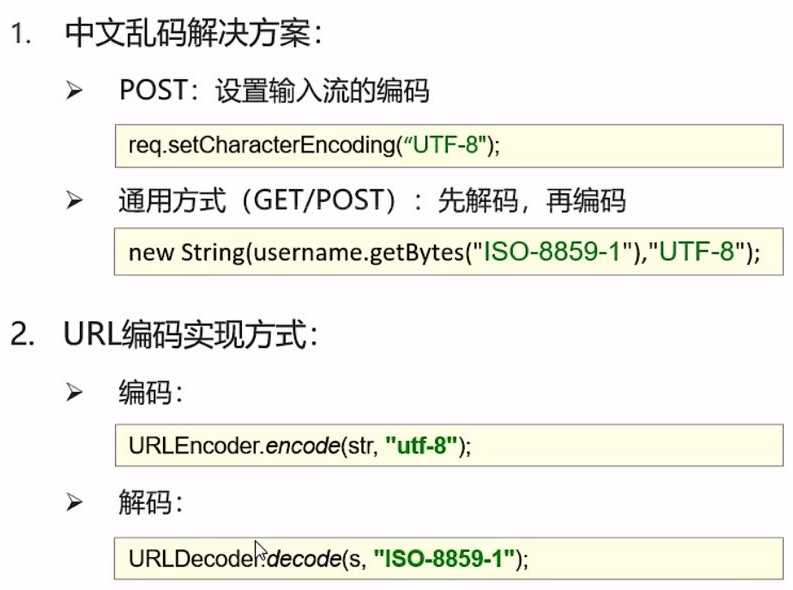 1. 中文乱码解决方案：
➢ POST：设置输入流的编码
req.setCharacterEncoding(“UTF-8");
➢ 通用方式（GET/POST）：先解码，再编码
new String(username.getBytes("ISO-8859-1"),"UTF-8");
2. URL编码实现方式：
➢ 编码：
URLEncoder.encode(str, "utf-8");
➢ 解码：
URLDecoder.decode(s, "ISO-8859-1");